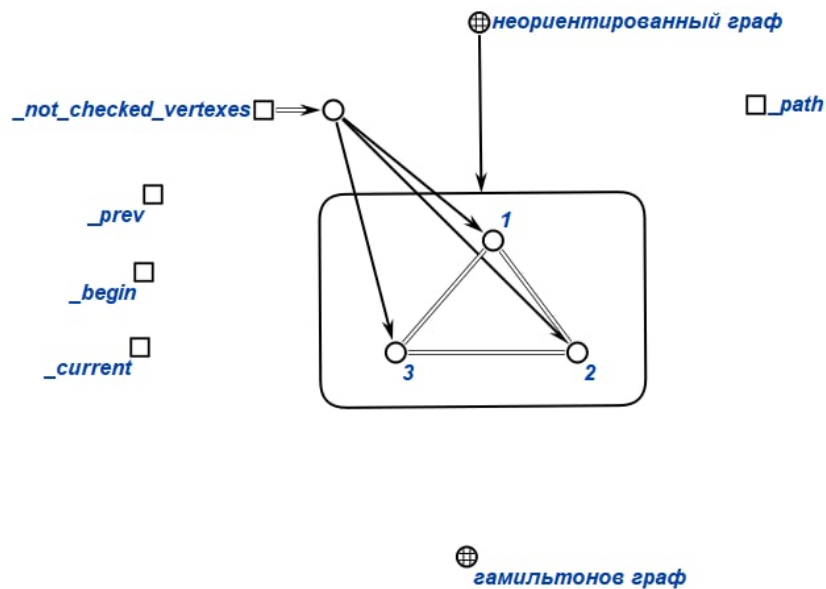 неориентированный граф
_not_checked_vertexes
_path
_prev
1
_begin
_current
3
2
гамильтонов граф